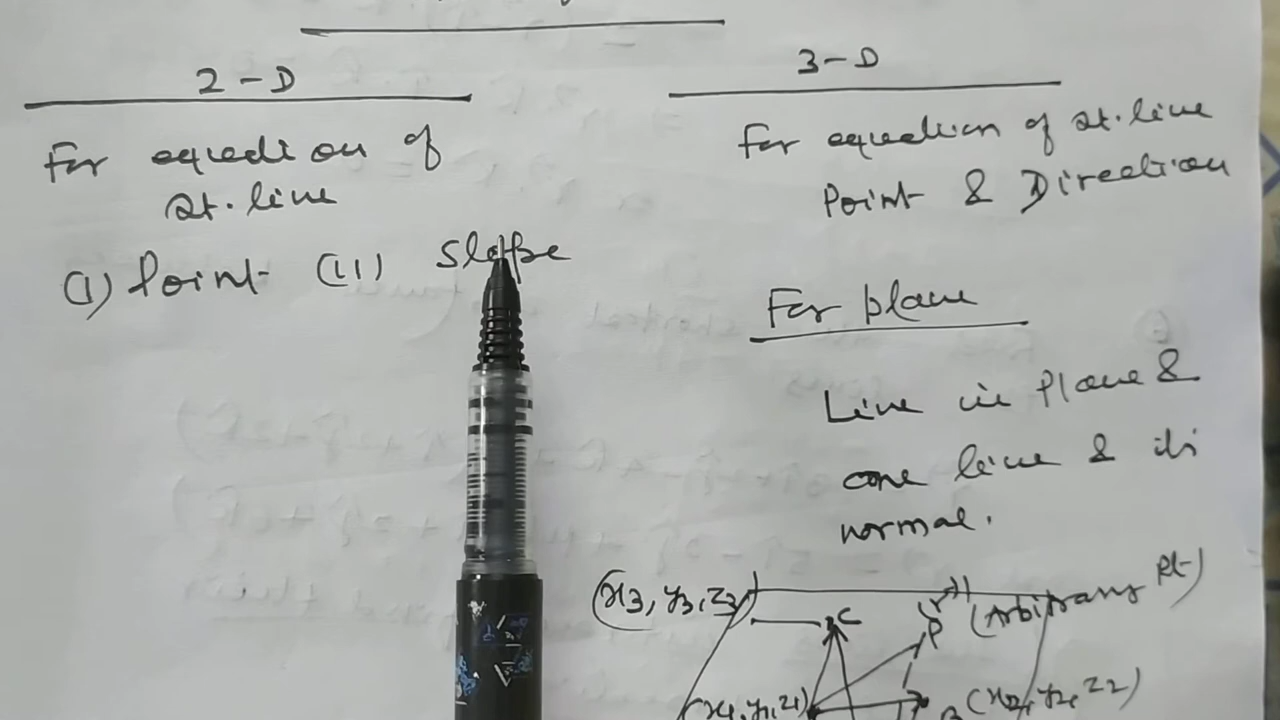 2-D
For equation of
st. line
(I) Point (II) slope
3-D
For equation of st. line
Point & Direction
For plane
Line in Plane &
one line & its
normal.
(x3, y3, z3)
C
P (r)
(Arbitrary Pt)
(x1, y1, z1)
B (x2, y2, z2)